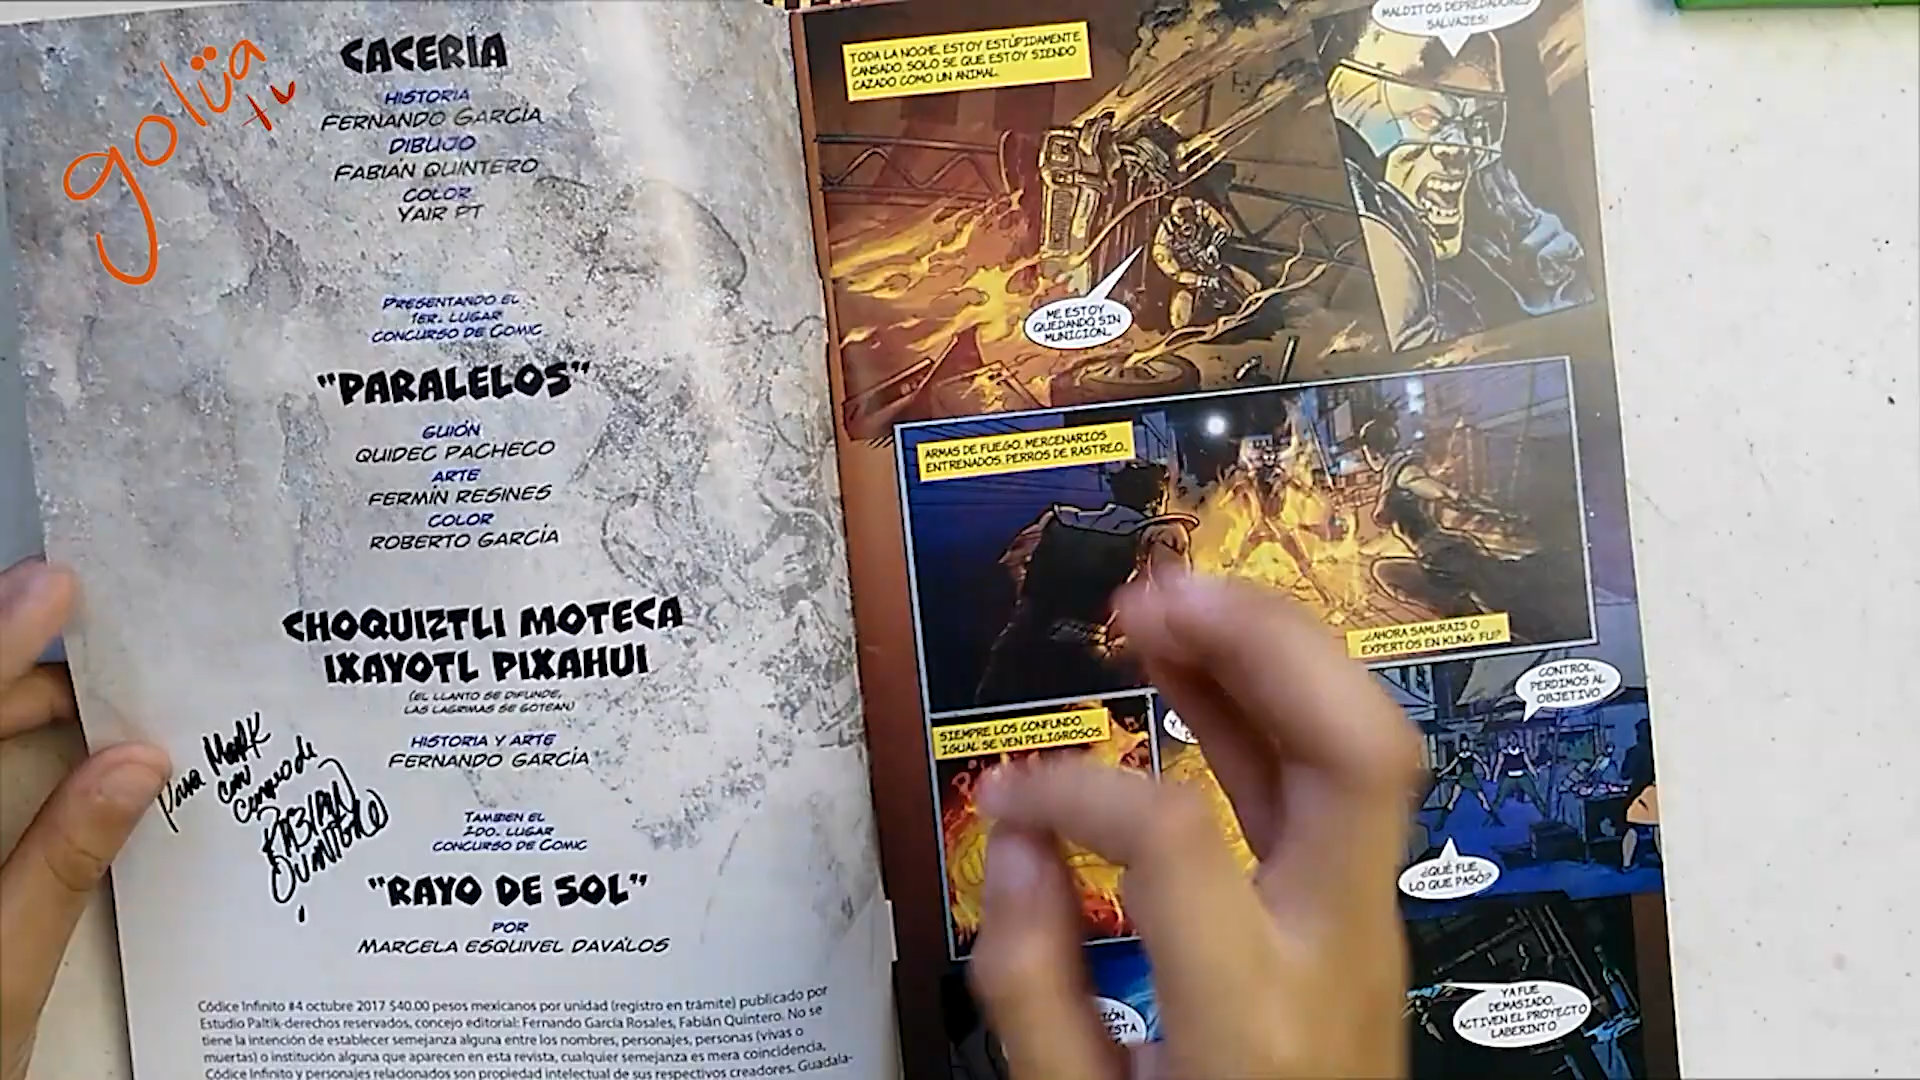 golüa
tv
CACERIA
HISTORIA
FERNANDO GARCÍA
DIBUJO
FABIÁN QUINTERO
COLOR
YAIR PT
PRESENTANDO EL
1ER. LUGAR
CONCURSO DE COMIC
"PARALELOS"
GUIÓN
QUIDEC PACHECO
ARTE
FERMÍN RESINES
COLOR
ROBERTO GARCÍA
CHOQUIZTLI MOTECA
IXAYOTL PIXAHUI
(EL LLANTO SE DIFUNDE,
LAS LAGRIMAS SE GOTEAN)
HISTORIA Y ARTE
FERNANDO GARCÍA
TAMBIEN EL
2DO. LUGAR
CONCURSO DE COMIC
"RAYO DE SOL"
POR
MARCELA ESQUIVEL DAVALOS
Para Mark
con
de
Códice Infinito #4 octubre 2017 $40.00 pesos mexicanos por unidad (registro en trámite) publicado por
Estudio Paltik-derechos reservados, concejo editorial: Fernando García Rosales, Fabián Quintero. No se
tiene la intención de establecer semejanza alguna entre los nombres, personajes, personas (vivas o
muertas) o institución alguna que aparecen en esta revista, cualquier semejanza es mera coincidencia,
Códice Infinito y personajes relacionados son propiedad intelectual de sus respectivos creadores. Guadala-
TODA LA NOCHE, ESTOY ESTÚPIDAMENTE
CANSADO, SOLO SE QUE ESTOY SIENDO
CAZADO COMO UN ANIMAL.
MALDITOS DEPREDADORES
SALVAJES!
ME ESTOY
QUEDANDO SIN
MUNICIÓN...
ARMAS DE FUEGO, MERCENARIOS
ENTRENADOS, PERROS DE RASTREO...
...¿AHORA SAMURAIS O
EXPERTOS EN KUNG FU?
SIEMPRE LOS CONFUNDO,
IGUAL SE VEN PELIGROSOS.
CONTROL,
PERDIMOS AL
OBJETIVO.
¿QUÉ FUE
LO QUE PASÓ?
YA FUE
DEMASIADO,
ACTIVEN EL PROYECTO
LABERINTO.